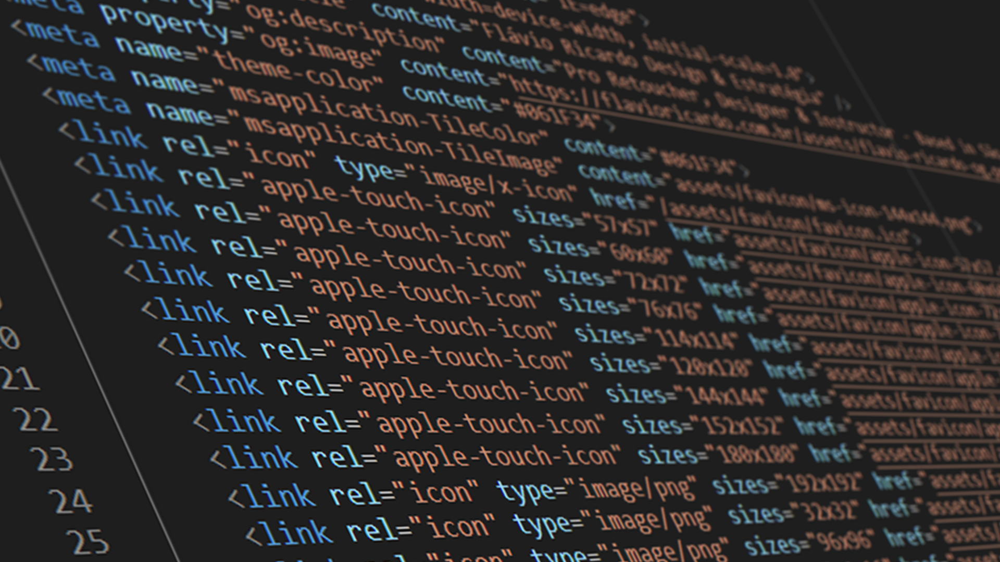 edge">
width=device-width, initial-scale=1.0">
content="Flávio Ricardo Design & Estratégia" />
"og:description" content="Pro Retoucher, Designer & Instructor - Based in
meta property="og:image" content="https://flavioricardo.com.br/assets/flavio-ricardo-og
<meta name="theme-color" content="#061F34">
<meta name="msapplication-TileColor" content="#061F34">
<meta name="msapplication-TileImage" content="assets/favicon/ms-icon-144x144.png">
<link rel="icon" type="image/x-icon" href="/assets/favicon/favicon.ico">
<link rel="apple-touch-icon" sizes="57x57" href="assets/favicon/apple-icon-57x57
<link rel="apple-touch-icon" sizes="60x60" href="assets/favicon/apple-icon-60x6
<link rel="apple-touch-icon" sizes="72x72" href="assets/favicon/apple-icon-72
<link rel="apple-touch-icon" sizes="76x76" href="assets/favicon/apple-icon-
<link rel="apple-touch-icon" sizes="114x114" href="assets/favicon/apple-i
20 <link rel="apple-touch-icon" sizes="120x120" href="assets/favicon/apple-
21 <link rel="apple-touch-icon" sizes="144x144" href="assets/favicon/appl
22 <link rel="apple-touch-icon" sizes="152x152" href="assets/favicon/ap
23 <link rel="apple-touch-icon" sizes="180x180" href="assets/favicon/a
24 <link rel="icon" type="image/png" sizes="192x192" href="assets/fa
25 <link rel="icon" type="image/png" sizes="32x32" href="assets/fa
link rel="icon" type="image/png" sizes="96x96" href="assets/